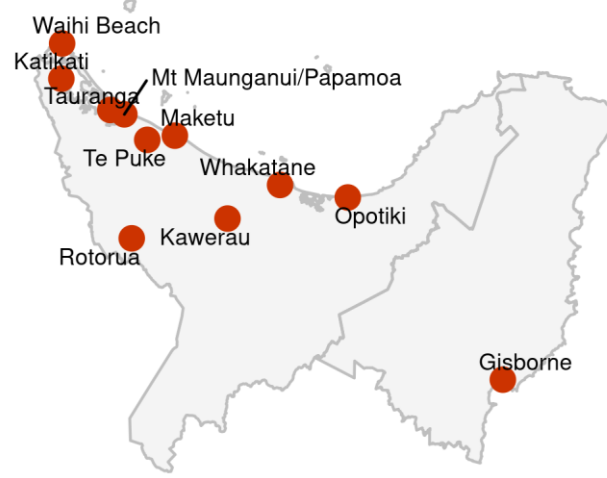 Waihi Beach
Katikati
Mt Maunganui/Papamoa
Tauranga
Maketu
Te Puke
Whakatane
Opotiki
Kawerau
Rotorua
Gisborne